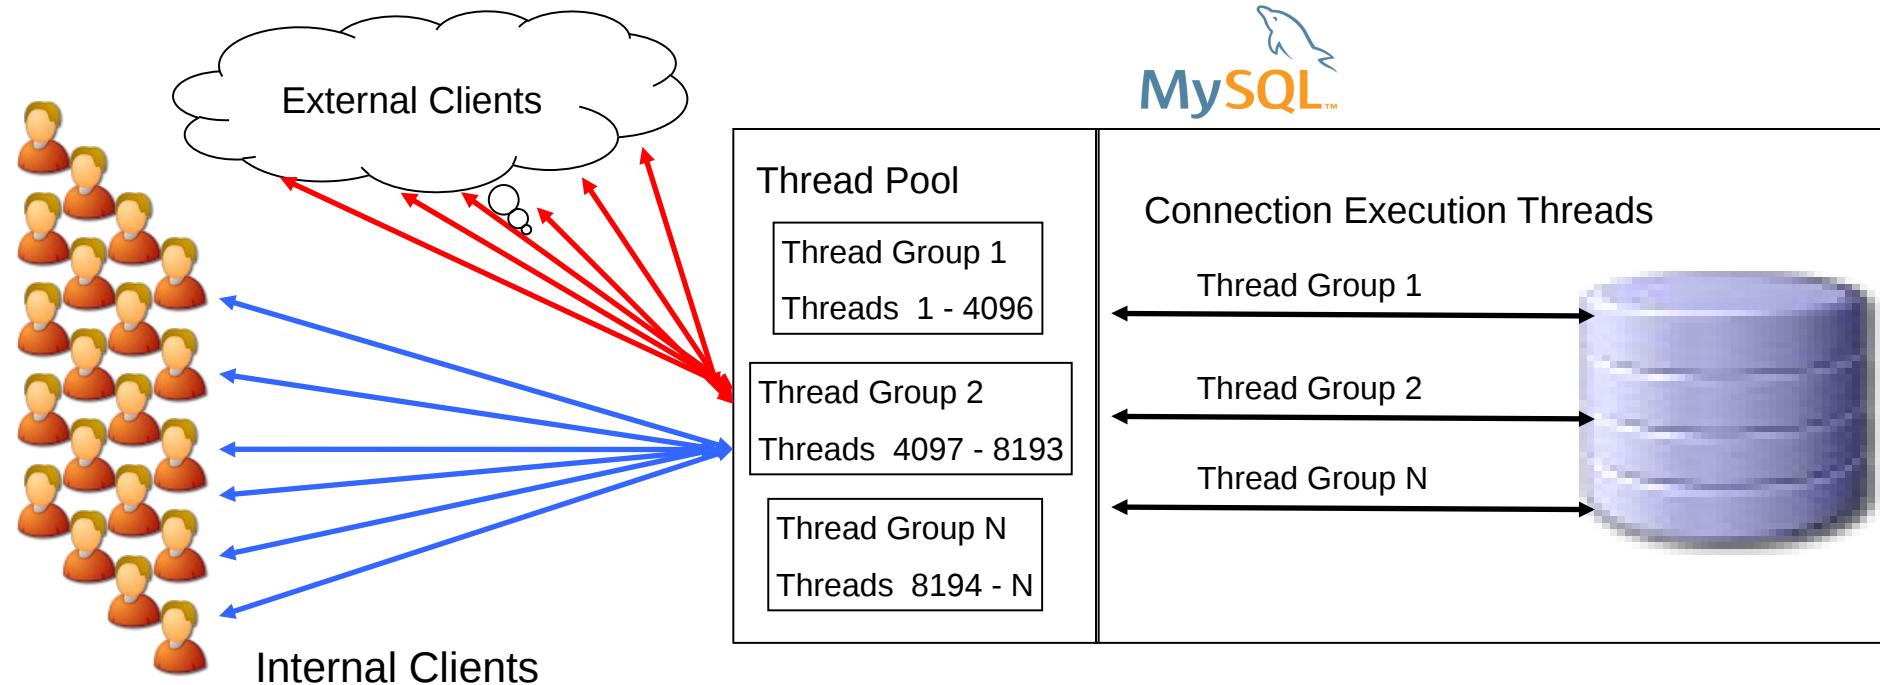 External Clients
MySQL™
Thread Pool
Thread Group 1
Threads 1 - 4096
Thread Group 2
Threads 4097 - 8193
Thread Group N
Threads 8194 - N
Connection Execution Threads
Thread Group 1
Thread Group 2
Thread Group N
Internal Clients